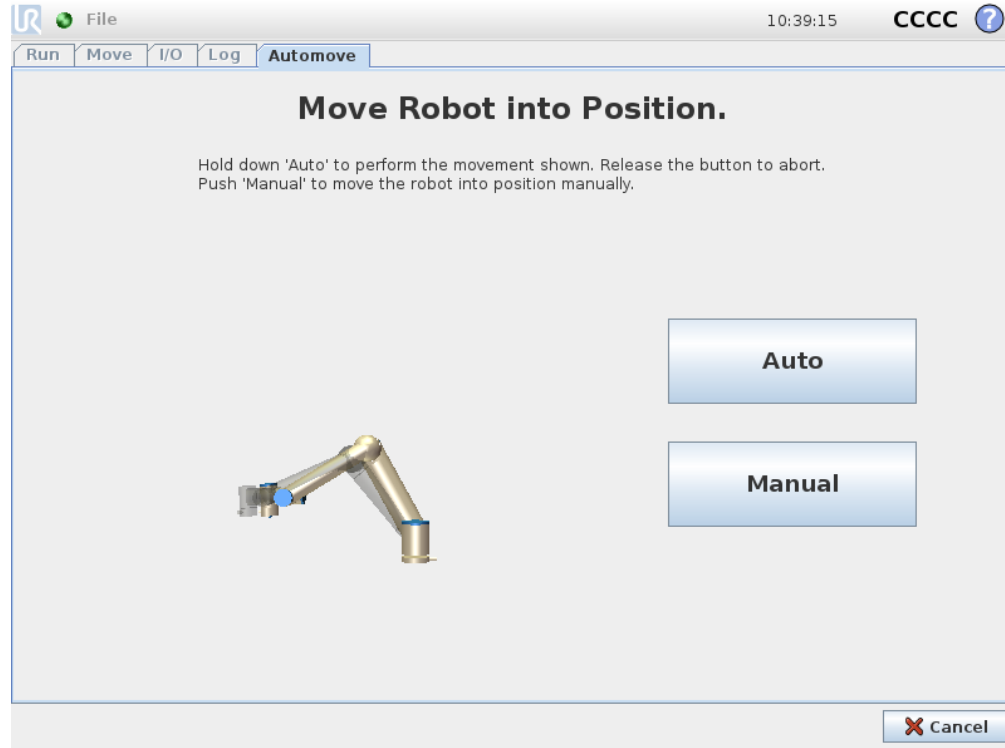 UR File 10:39:15 CCCC ?
Run Move I/O Log Automove
Move Robot into Position.
Hold down 'Auto' to perform the movement shown. Release the button to abort.
Push 'Manual' to move the robot into position manually.
Auto
Manual
Cancel